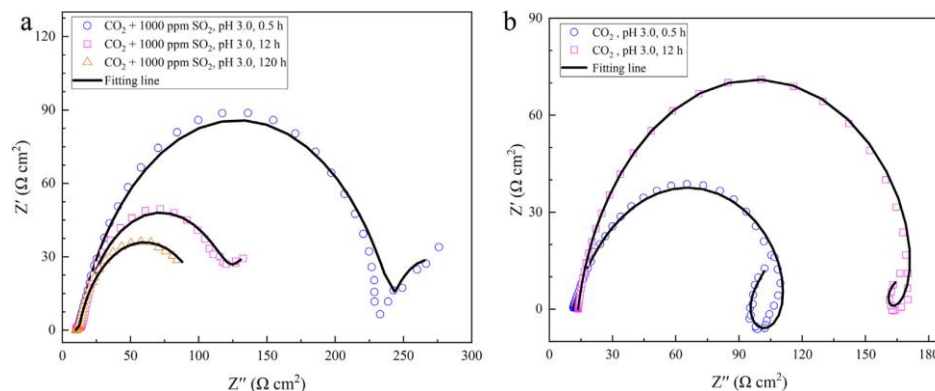 a
130
90
60
30
0
Z' (Ω cm²)
CO₂ + 1000 ppm SO₂, pH 3.0, 0.5 h
CO₂ + 1000 ppm SO₂, pH 3.0, 12 h
CO₂ + 1000 ppm SO₂, pH 3.0, 120 h
Fitting line
0 50 100 150 200 250 300
Z'' (Ω cm²)
b
90
60
30
0
Z' (Ω cm²)
CO₂ , pH 3.0, 0.5 h
CO₂, pH 3.0, 12 h
Fitting line
0 30 60 90 120 150 180
Z'' (Ω cm²)